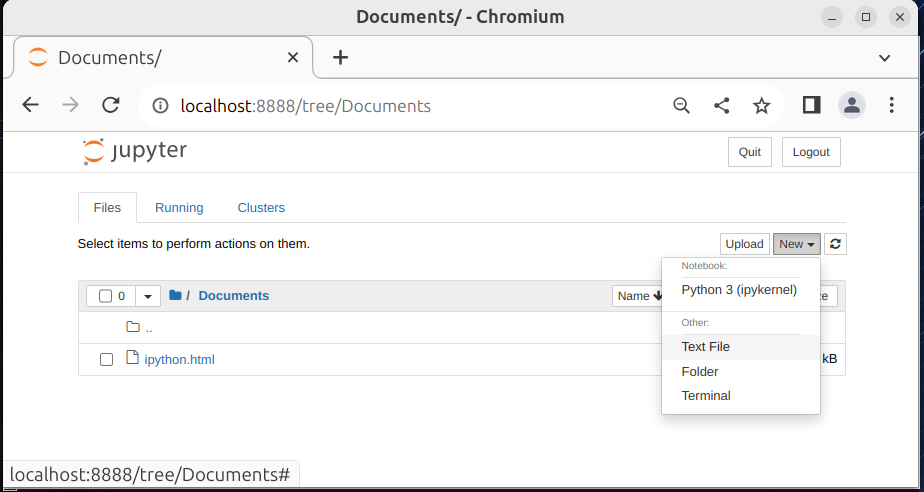 Documents/ - Chromium
Documents/
localhost:8888/tree/Documents
jupyter
Quit
Logout
Files
Running
Clusters
Select items to perform actions on them.
Upload
New
Notebook:
Python 3 (ipykernel)
Other:
Text File
Folder
Terminal
0
/ Documents
Name
..
ipython.html
kB
localhost:8888/tree/Documents#